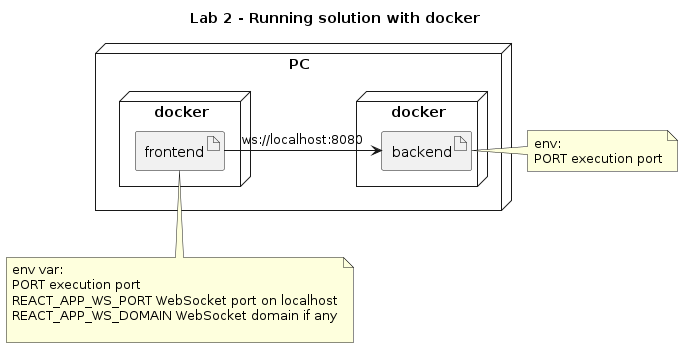 Lab 2 - Running solution with docker
PC
docker
docker
frontend
ws://localhost:8080
backend
env:
PORT execution port
env var:
PORT execution port
REACT_APP_WS_PORT WebSocket port on localhost
REACT_APP_WS_DOMAIN WebSocket domain if any